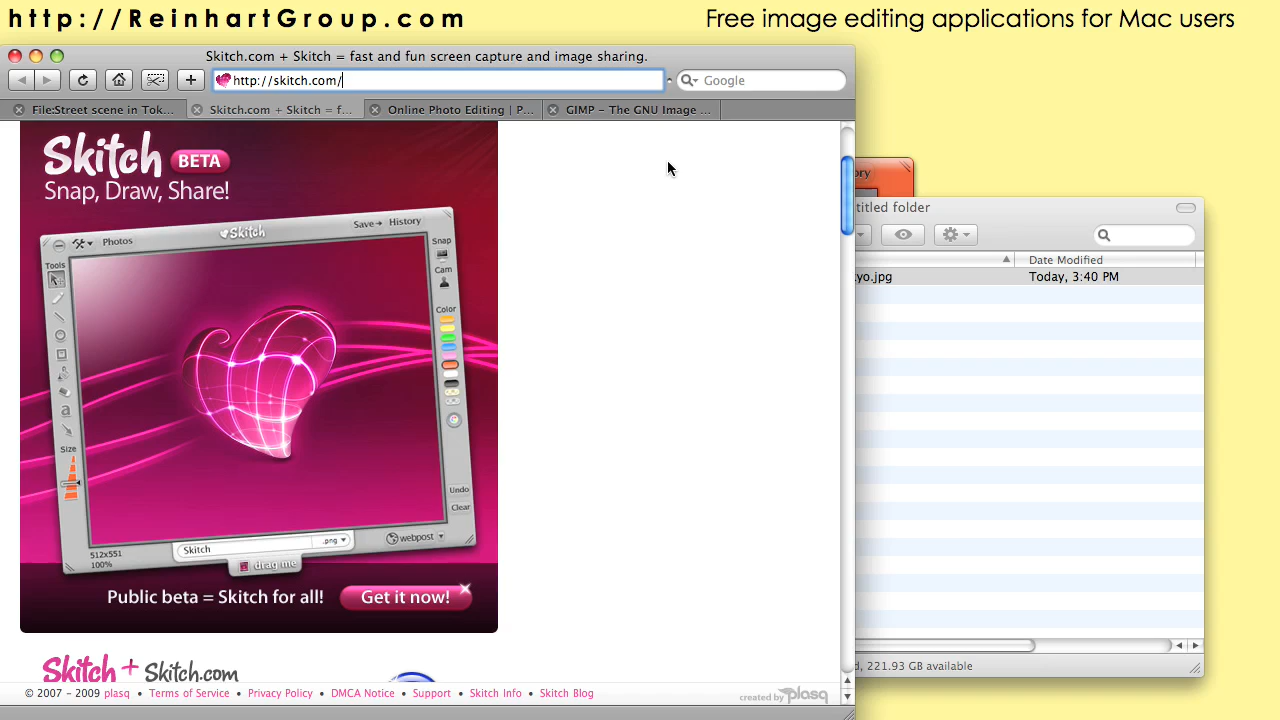 http://ReinhartGroup.com
Free image editing applications for Mac users
Skitch.com + Skitch = fast and fun screen capture and image sharing.
http://skitch.com/
Google
File:Street scene in Tok...
Skitch.com + Skitch = f...
Online Photo Editing | P...
GIMP - The GNU Image ...
Skitch BETA
Snap, Draw, Share!
Photos
Skitch
Save
History
Tools
Snap
Cam
Color
a
Size
Undo
Clear
512x551
100%
Skitch
.png
webpost
drag me
Public beta = Skitch for all!
Get it now!
Skitch + Skitch.com
© 2007 - 2009 plasq • Terms of Service • Privacy Policy • DMCA Notice • Support • Skitch Info • Skitch Blog
created by plasq
ory
titled folder
Date Modified
yo.jpg
Today, 3:40 PM
d, 221.93 GB available